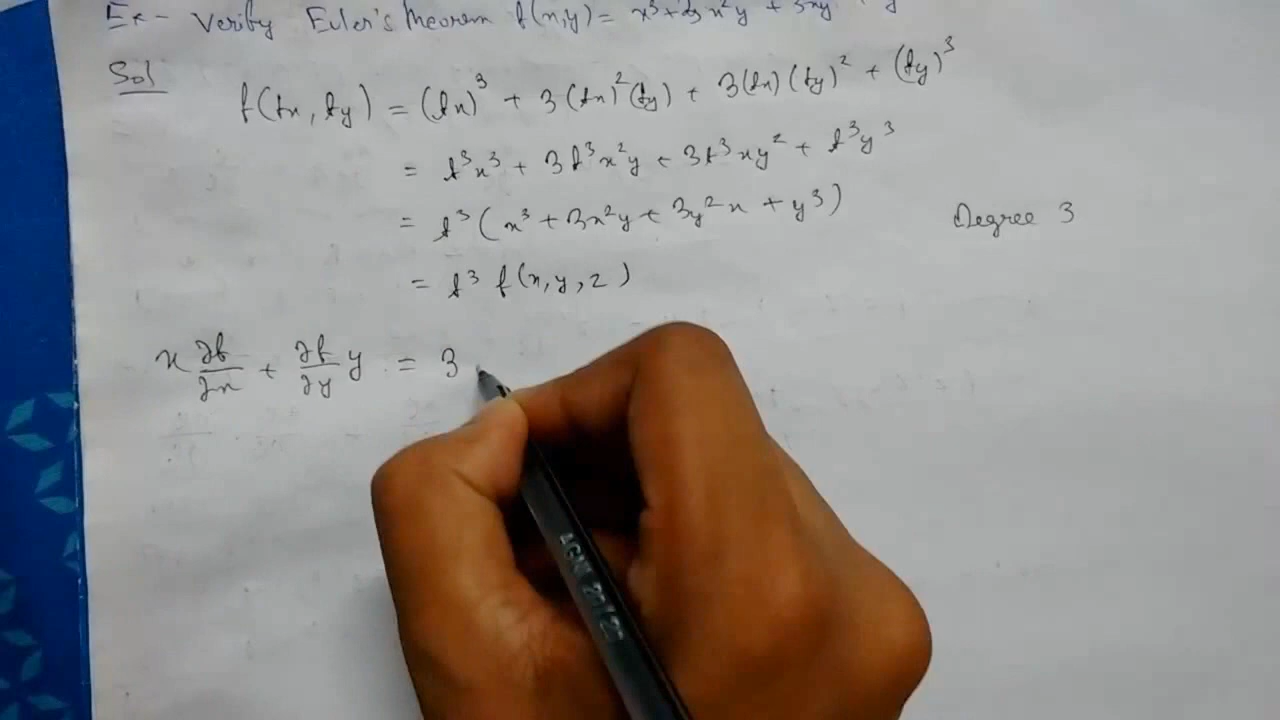 Ex - Verify Euler's Theorem f(x,y) = x³ + 3x²y + 3xy
Sol
f(tx, ty) = (tx)³ + 3(tx)²(ty) + 3(tx)(ty)² + (ty)³
= t³x³ + 3t³x²y + 3t³xy² + t³y³
= t³(x³ + 3x²y + 3y²x + y³) Degree 3
= t³ f(x,y,z)
x ∂f/∂x + ∂f/∂y y = 3